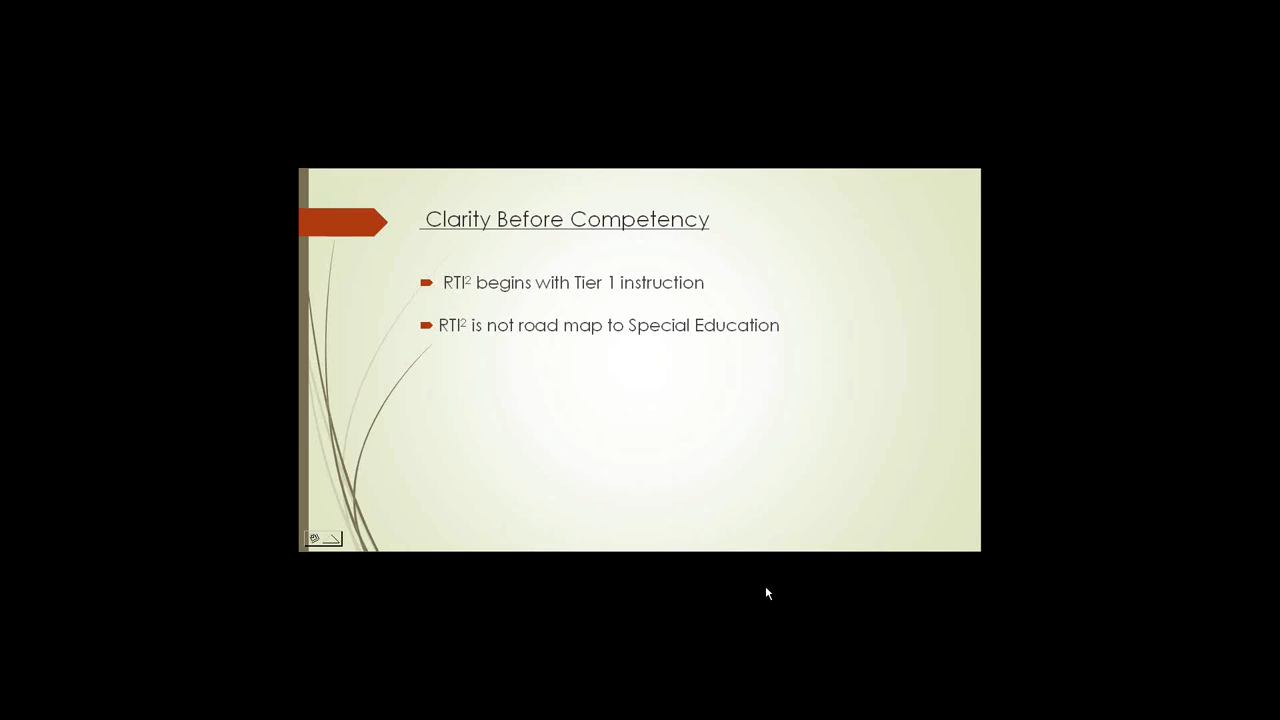 Clarity Before Competency
RTI² begins with Tier 1 instruction
RTI² is not road map to Special Education